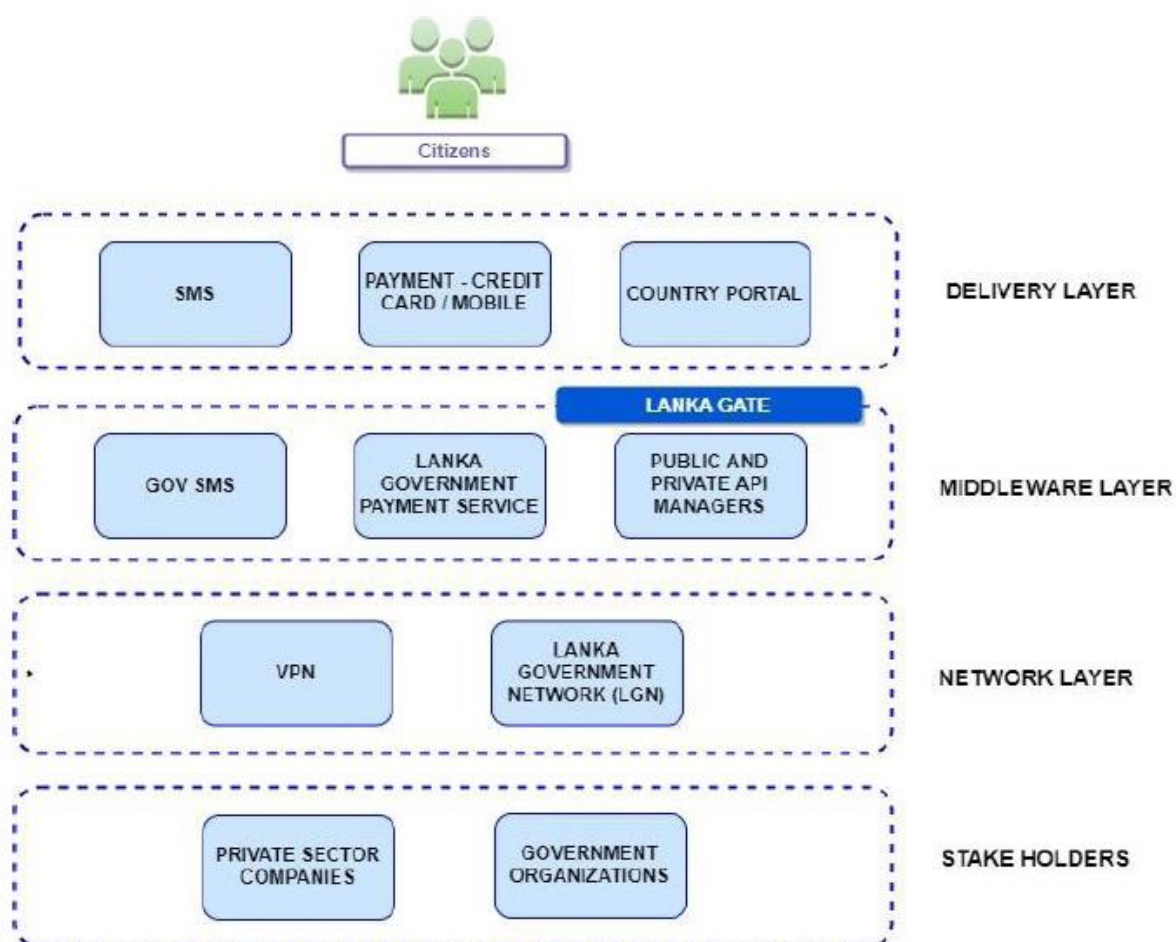 Citizens
SMS
PAYMENT - CREDIT
CARD / MOBILE
COUNTRY PORTAL
DELIVERY LAYER
LANKA GATE
GOV SMS
LANKA
GOVERNMENT
PAYMENT SERVICE
PUBLIC AND
PRIVATE API
MANAGERS
MIDDLEWARE LAYER
VPN
LANKA
GOVERNMENT
NETWORK (LGN)
NETWORK LAYER
PRIVATE SECTOR
COMPANIES
GOVERNMENT
ORGANIZATIONS
STAKE HOLDERS